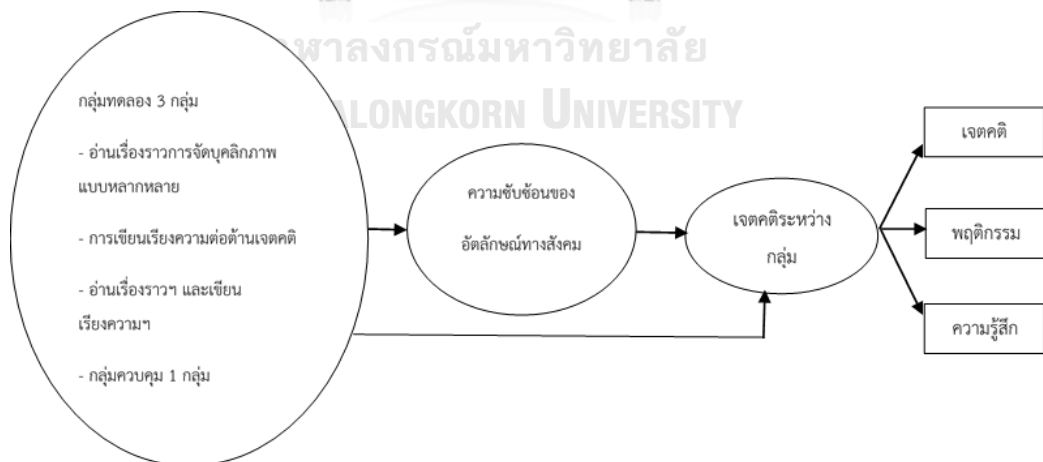 หาลงกรณ์มหาวิทยาลัย
ALONGKORN UNIVERSITY
กลุ่มทดลอง 3 กลุ่ม
- อ่านเรื่องราวการจัดบุคลิกภาพ
แบบหลากหลาย
- การเขียนเรียงความต่อต้านเจตคติ
- อ่านเรื่องราวฯ และเขียน
เรียงความฯ
- กลุ่มควบคุม 1 กลุ่ม
ความซับซ้อนของ
อัตลักษณ์ทางสังคม
เจตคติระหว่าง
กลุ่ม
เจตคติ
พฤติกรรม
ความรู้สึก